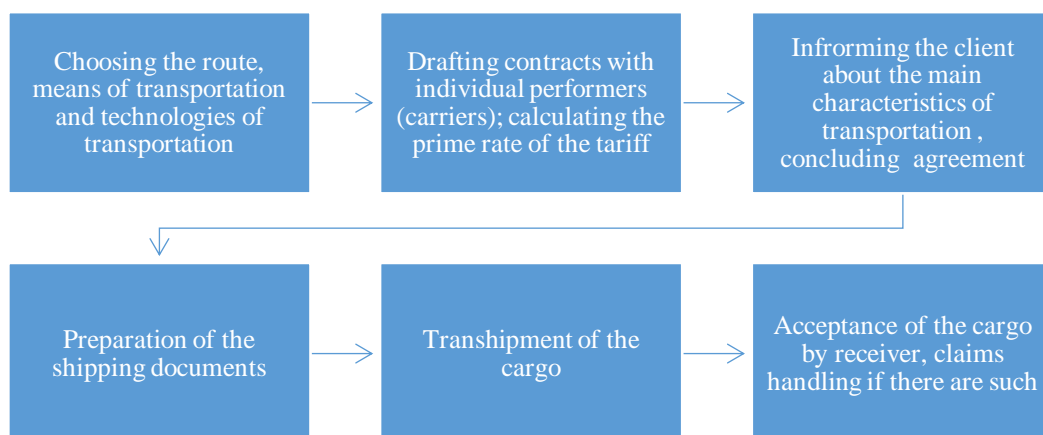 Choosing the route,
means of transportation
and technologies of
transportation
Drafting contracts with
individual performers
(carriers); calculating the
prime rate of the tariff
Infrorming the client
about the main
characteristics of
transportation ,
concluding agreement
Preparation of the
shipping documents
Transhipment of the
cargo
Acceptance of the cargo
by receiver, claims
handling if there are such